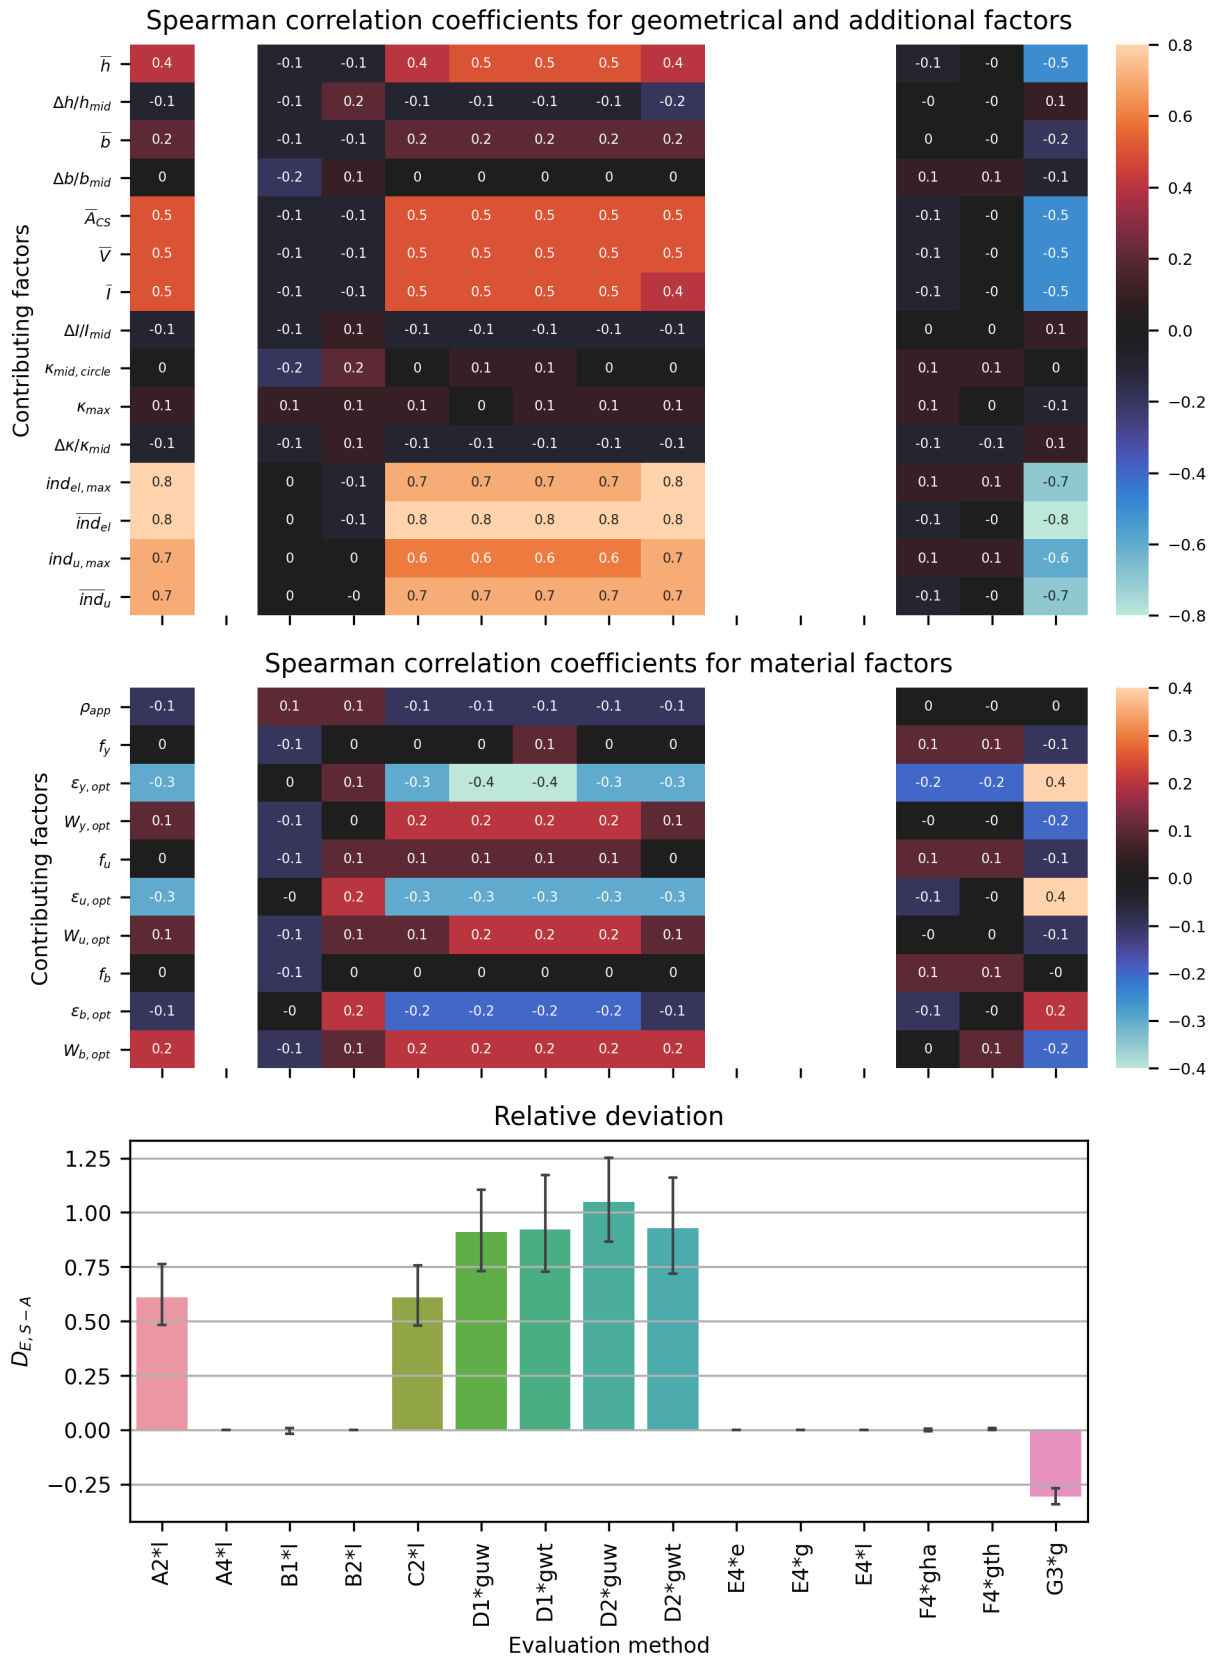 Spearman correlation coefficients for geometrical and additional factors
Contributing factors
h̅ 0.4 -0.1 -0.1 0.4 0.5 0.5 0.5 0.4 -0.1 -0 -0.5
Δh/h_mid -0.1 -0.1 0.2 -0.1 -0.1 -0.1 -0.1 -0.2 -0 -0 0.1
b̅ 0.2 -0.1 -0.1 0.2 0.2 0.2 0.2 0.2 0 -0 -0.2
Δb/b_mid 0 -0.2 0.1 0 0 0 0 0 0.1 0.1 -0.1
A̅_CS 0.5 -0.1 -0.1 0.5 0.5 0.5 0.5 0.5 -0.1 -0 -0.5
V̅ 0.5 -0.1 -0.1 0.5 0.5 0.5 0.5 0.5 -0.1 -0 -0.5
I̅ 0.5 -0.1 -0.1 0.5 0.5 0.5 0.5 0.4 -0.1 -0 -0.5
ΔI/I_mid -0.1 -0.1 0.1 -0.1 -0.1 -0.1 -0.1 -0.1 0 0 0.1
κ_mid,circle 0 -0.2 0.2 0 0.1 0.1 0 0 0.1 0.1 0
κ_max 0.1 0.1 0.1 0.1 0 0.1 0.1 0.1 0.1 0 -0.1
Δκ/κ_mid -0.1 -0.1 0.1 -0.1 -0.1 -0.1 -0.1 -0.1 -0.1 -0.1 0.1
ind_el,max 0.8 0 -0.1 0.7 0.7 0.7 0.7 0.8 0.1 0.1 -0.7
i̅n̅d̅_el 0.8 0 -0.1 0.8 0.8 0.8 0.8 0.8 -0.1 -0 -0.8
ind_u,max 0.7 0 0 0.6 0.6 0.6 0.6 0.7 0.1 0.1 -0.6
i̅n̅d̅_u 0.7 0 -0 0.7 0.7 0.7 0.7 0.7 -0.1 -0 -0.7
0.8
0.6
0.4
0.2
0.0
−0.2
−0.4
−0.6
−0.8
Spearman correlation coefficients for material factors
Contributing factors
ρ_app -0.1 0.1 0.1 -0.1 -0.1 -0.1 -0.1 -0.1 0 -0 0
f_y 0 -0.1 0 0 0 0.1 0 0 0.1 0.1 -0.1
ε_y,opt -0.3 0 0.1 -0.3 -0.4 -0.4 -0.3 -0.3 -0.2 -0.2 0.4
W_y,opt 0.1 -0.1 0 0.2 0.2 0.2 0.2 0.1 -0 -0 -0.2
f_u 0 -0.1 0.1 0.1 0.1 0.1 0.1 0 0.1 0.1 -0.1
ε_u,opt -0.3 -0 0.2 -0.3 -0.3 -0.3 -0.3 -0.3 -0.1 -0 0.4
W_u,opt 0.1 -0.1 0.1 0.1 0.2 0.2 0.2 0.1 -0 0 -0.1
f_b 0 -0.1 0 0 0 0 0 0 0.1 0.1 -0
ε_b,opt -0.1 -0 0.2 -0.2 -0.2 -0.2 -0.2 -0.1 -0.1 -0 0.2
W_b,opt 0.2 -0.1 0.1 0.2 0.2 0.2 0.2 0.2 0 0.1 -0.2
0.4
0.3
0.2
0.1
0.0
−0.1
−0.2
−0.3
−0.4
Relative deviation
D_E,S−A
1.25
1.00
0.75
0.50
0.25
0.00
−0.25
A2*l A4*l B1*l B2*l C2*l D1*guw D1*gwt D2*guw D2*gwt E4*e E4*g E4*l F4*gha F4*gth G3*g
Evaluation method